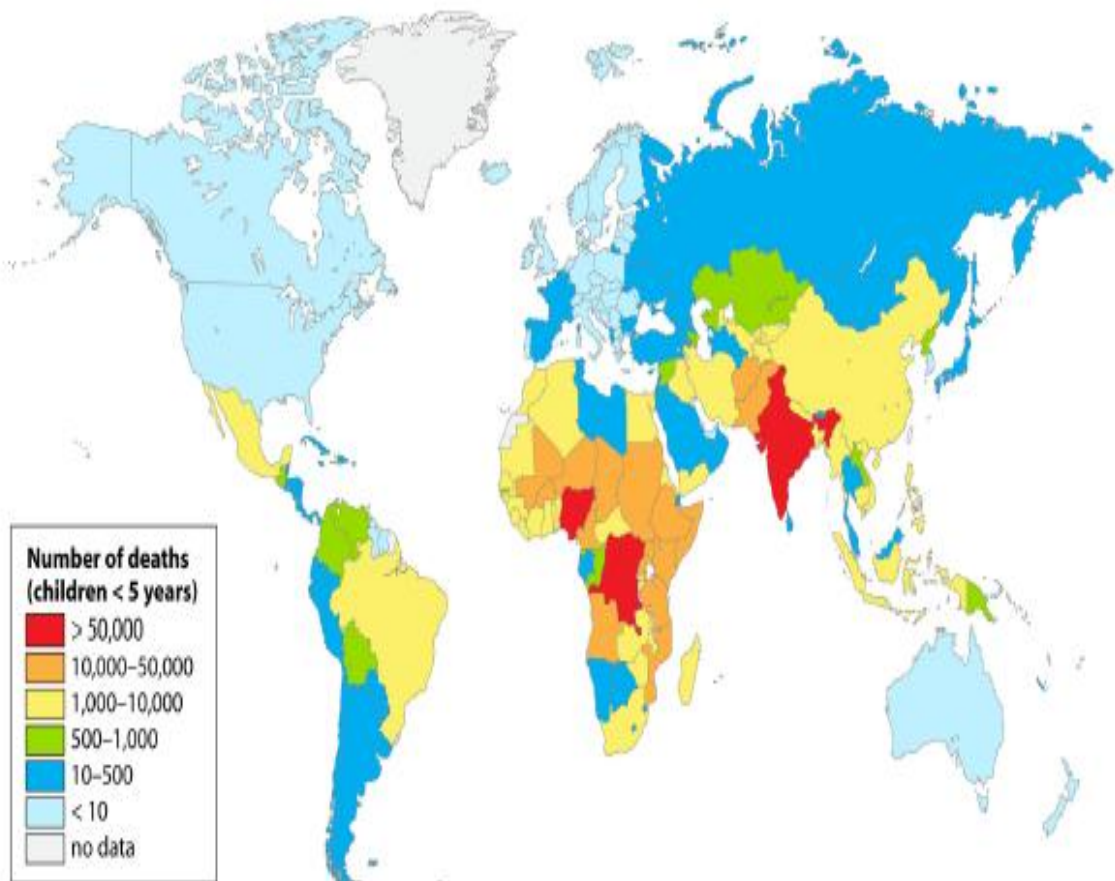 Number of deaths
(children < 5 years)
> 50,000
10,000–50,000
1,000–10,000
500–1,000
10–500
< 10
no data